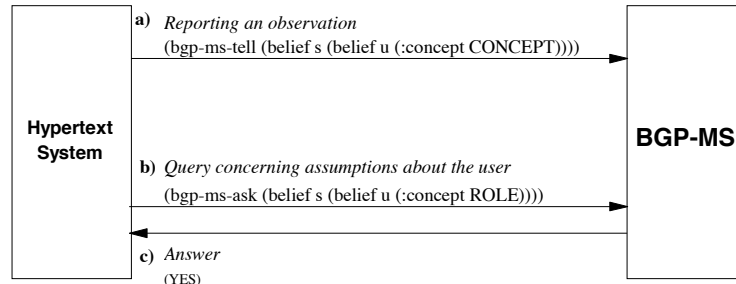 a) Reporting an observation
(bgp-ms-tell (belief s (belief u (:concept CONCEPT))))
Hypertext
System
BGP-MS
b) Query concerning assumptions about the user
(bgp-ms-ask (belief s (belief u (:concept ROLE))))
c) Answer
(YES)